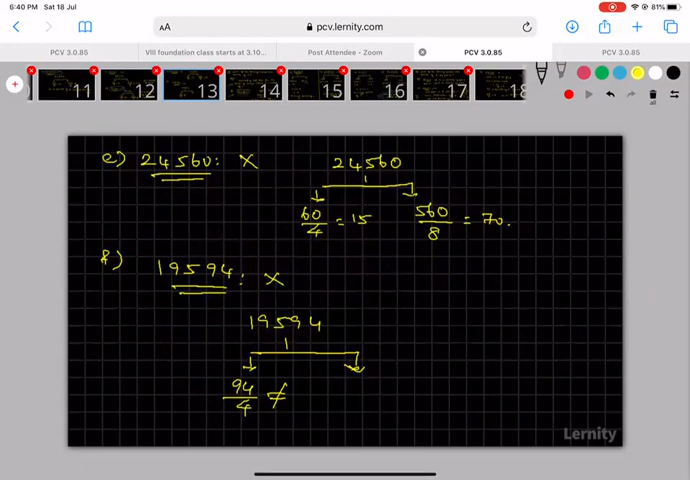 6:40 PM Sat 18 Jul 81%
AA pcv.lernity.com
PCV 3.0.85 VIII foundation class starts at 3.10... Post Attendee - Zoom PCV 3.0.85 PCV 3.0.85
11 12 13 14 15 16 17 18
all
e) 24560: X 24560
60/4 = 15 560/8 = 70.
f) 19594: X
19594
94/4 ≠
Lernity